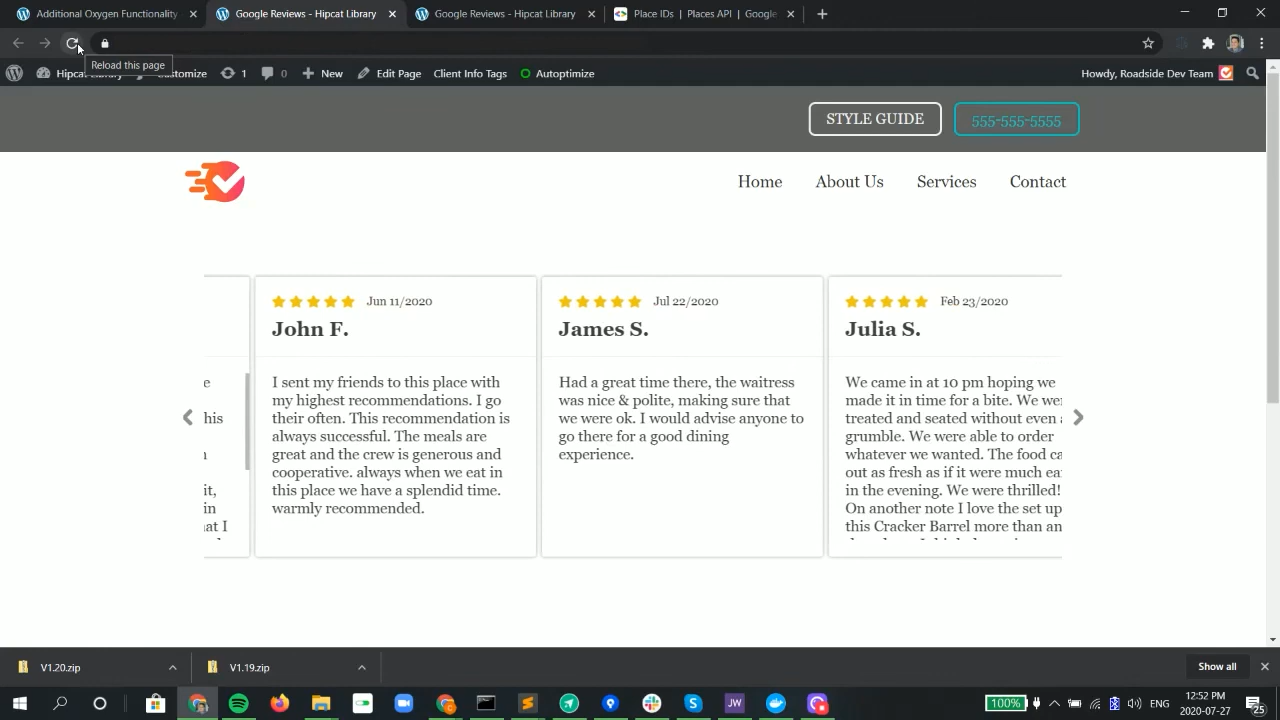 Additional Oxygen Functionality
Google Reviews - Hipcat Library
Google Reviews - Hipcat Library
Place IDs | Places API | Google
Reload this page
Hipcat Library
Customize
1
0
New
Edit Page
Client Info Tags
Autoptimize
Howdy, Roadside Dev Team
STYLE GUIDE
555-555-5555
Home
About Us
Services
Contact
his
it,
in
at I
Jun 11/2020
John F.
I sent my friends to this place with
my highest recommendations. I go
their often. This recommendation is
always successful. The meals are
great and the crew is generous and
cooperative. always when we eat in
this place we have a splendid time.
warmly recommended.
Jul 22/2020
James S.
Had a great time there, the waitress
was nice & polite, making sure that
we were ok. I would advise anyone to
go there for a good dining
experience.
Feb 23/2020
Julia S.
We came in at 10 pm hoping we
made it in time for a bite. We wer
treated and seated without even a
grumble. We were able to order
whatever we wanted. The food ca
out as fresh as if it were much ea
in the evening. We were thrilled!
On another note I love the set up
this Cracker Barrel more than an
V1.20.zip
V1.19.zip
Show all
100%
ENG
12:52 PM
2020-07-27
25